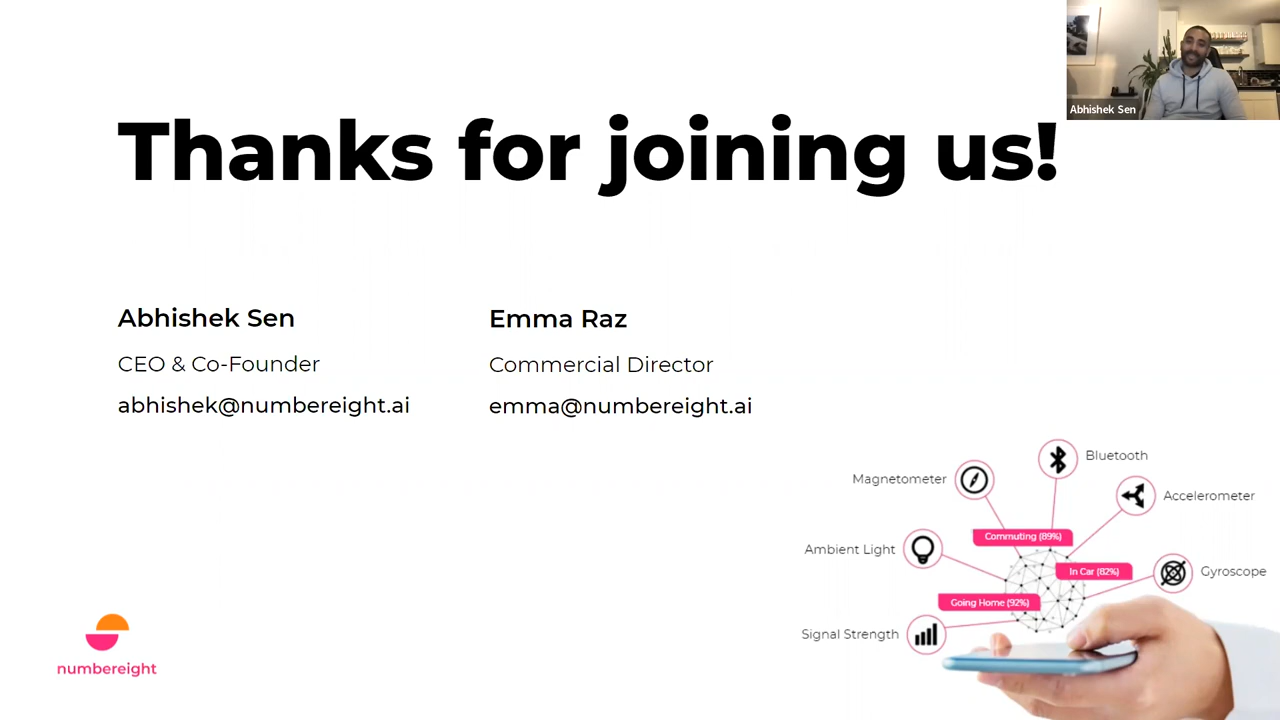 Abhishek Sen
Thanks for joining us!
Abhishek Sen
CEO & Co-Founder
abhishek@numbereight.ai
Emma Raz
Commercial Director
emma@numbereight.ai
Bluetooth
Magnetometer
Accelerometer
Commuting (89%)
Ambient Light
In Car (82%)
Gyroscope
Going Home (92%)
Signal Strength
numbereight